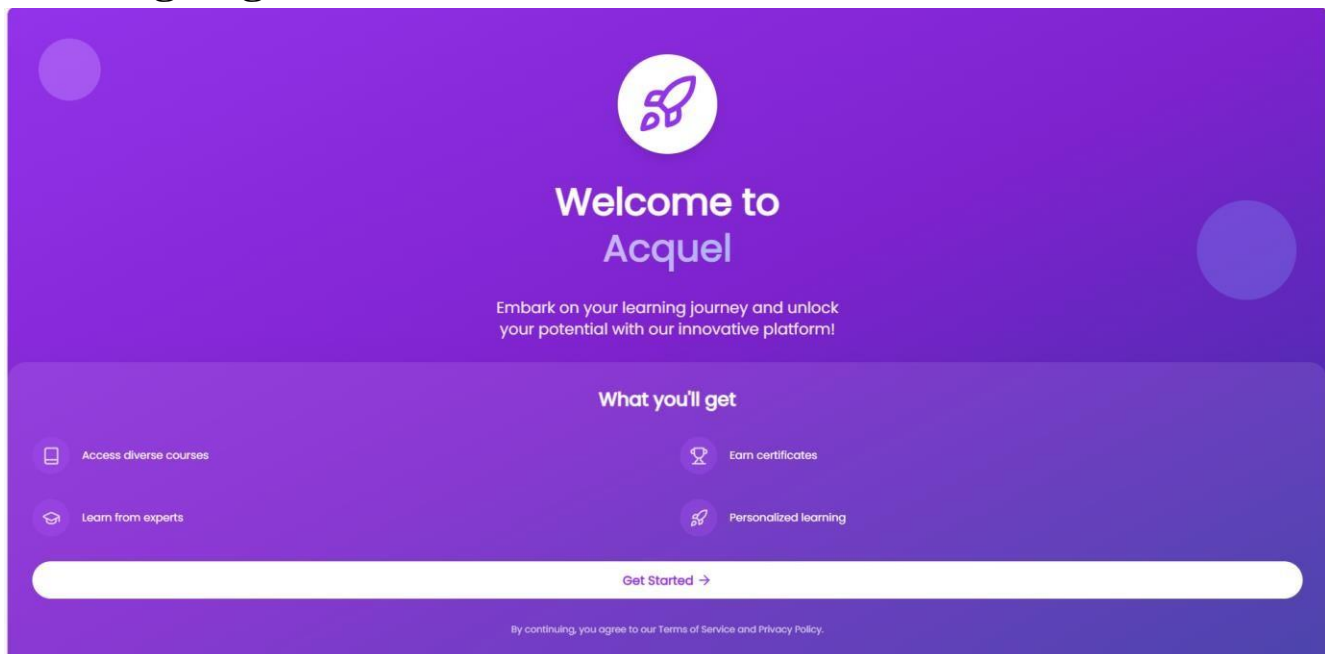 Welcome to
Acquel
Embark on your learning journey and unlock
your potential with our innovative platform!
What you'll get
Access diverse courses
Earn certificates
Learn from experts
Personalized learning
Get Started →
By continuing, you agree to our Terms of Service and Privacy Policy.